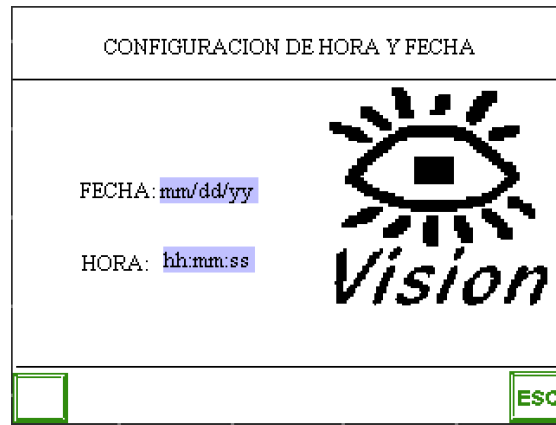 CONFIGURACION DE HORA Y FECHA
FECHA: mm/dd/yy
HORA: hh:mm:ss
Vision
ESC